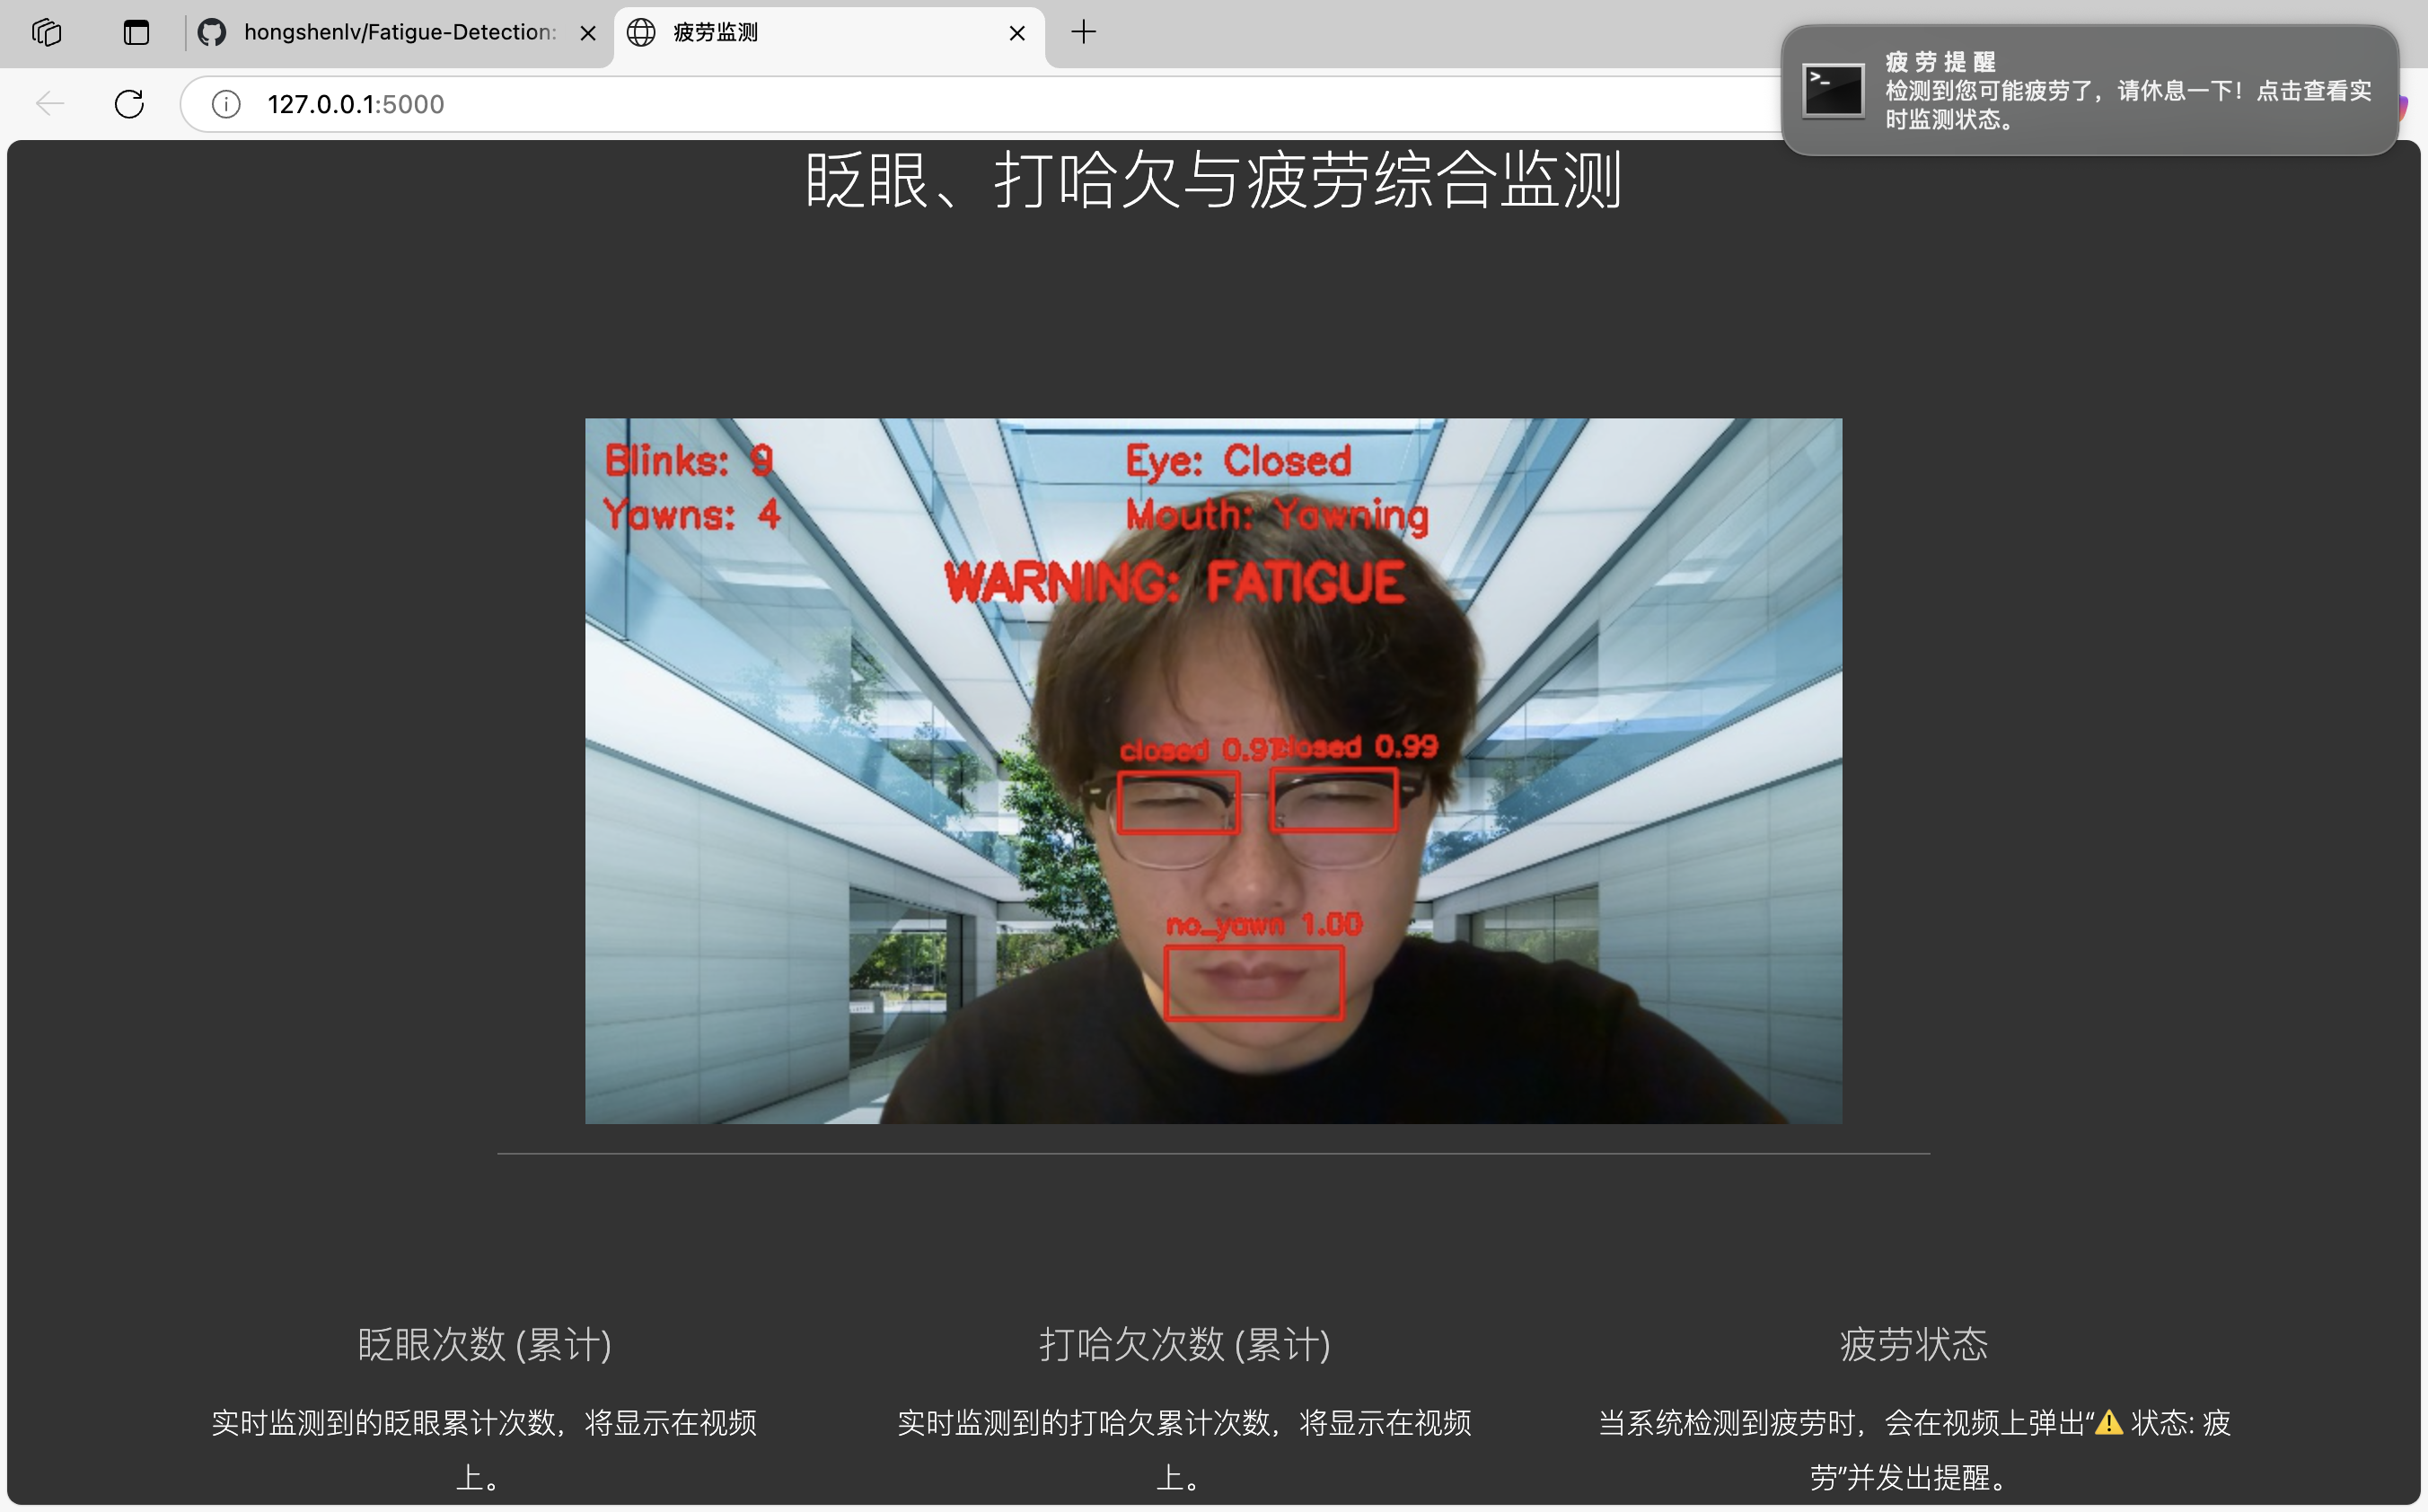 hongshenlv/Fatigue-Detection:
疲劳监测
127.0.0.1:5000
疲劳提醒
检测到您可能疲劳了，请休息一下！点击查看实
时监测状态。
眨眼、打哈欠与疲劳综合监测
Blinks: 9
Eye: Closed
Yawns: 4
Mouth: Yawning
WARNING: FATIGUE
closed 0.97
closed 0.99
no_yawn 1.00
眨眼次数 (累计)
实时监测到的眨眼累计次数，将显示在视频
上。
打哈欠次数 (累计)
实时监测到的打哈欠累计次数，将显示在视频
上。
疲劳状态
当系统检测到疲劳时，会在视频上弹出“⚠️ 状态: 疲
劳”并发出提醒。